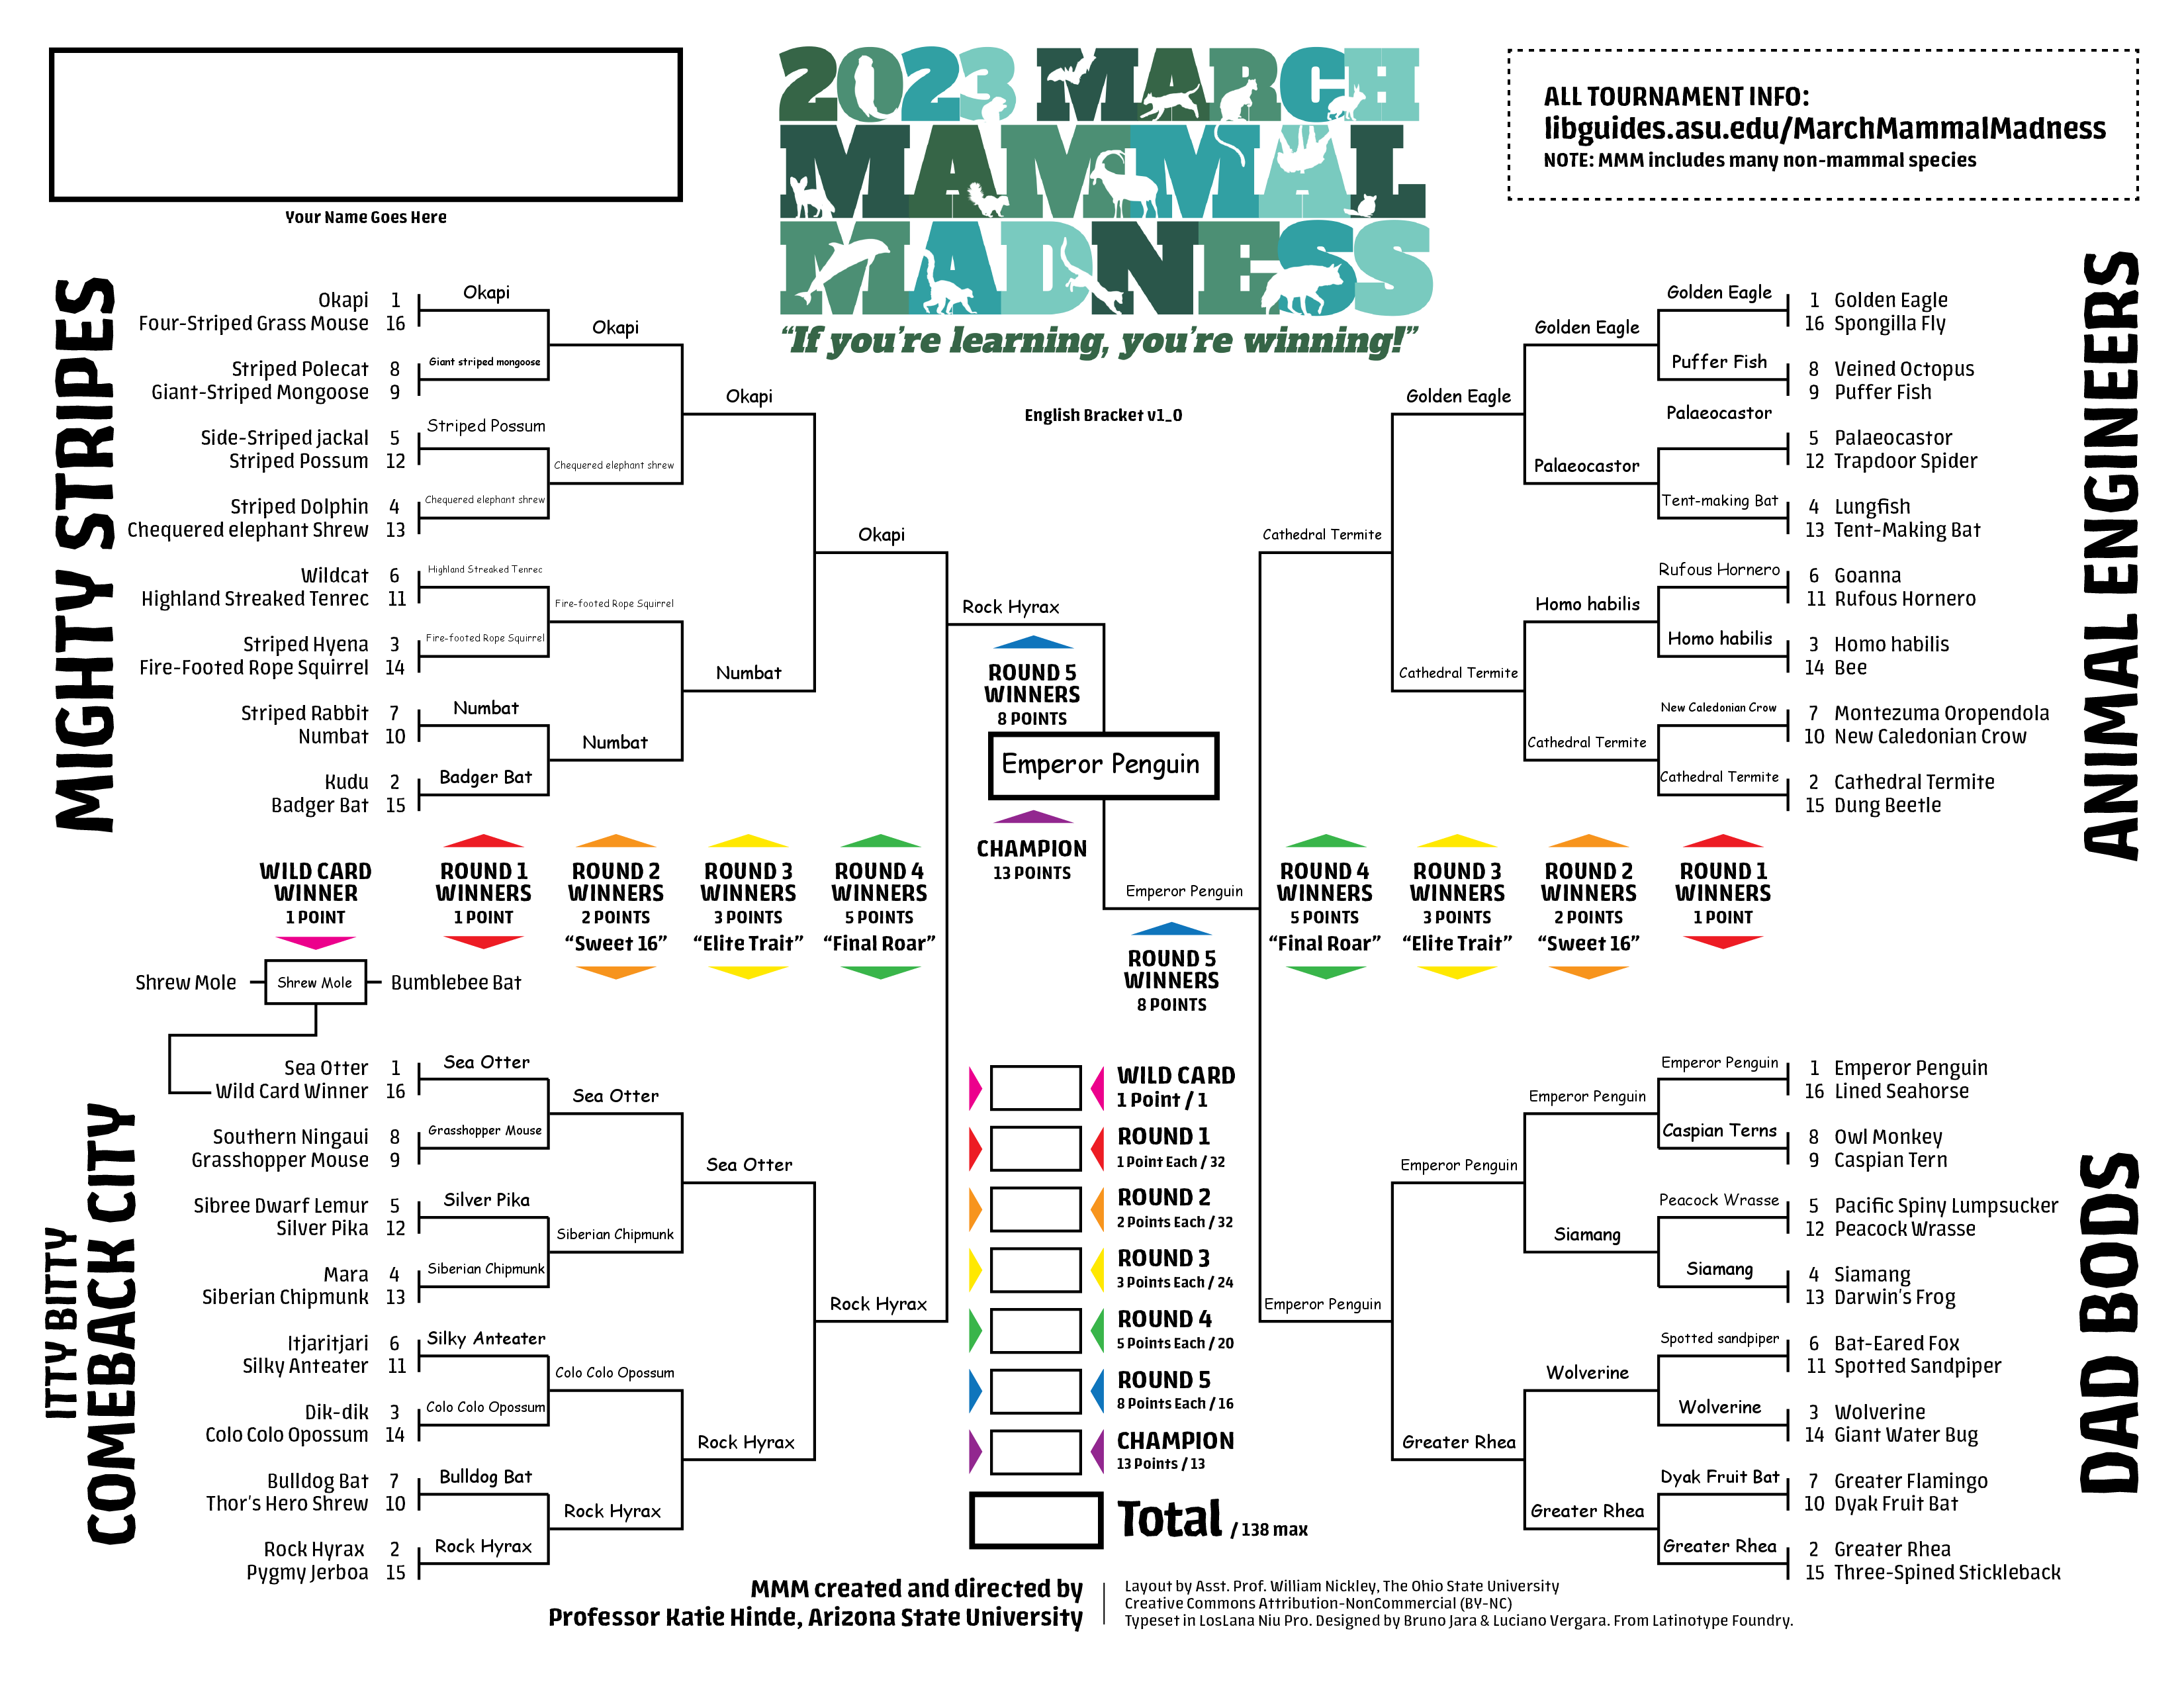 2023 MARCH
MAMMAL
MADNESS
"If you're learning, you're winning!"
English Bracket v1_0
Your Name Goes Here
ALL TOURNAMENT INFO:
libguides.asu.edu/MarchMammalMadness
NOTE: MMM includes many non-mammal species
MIGHTY STRIPES
Okapi 1
Four-Striped Grass Mouse 16
Striped Polecat 8
Giant-Striped Mongoose 9
Side-Striped jackal 5
Striped Possum 12
Striped Dolphin 4
Chequered elephant Shrew 13
Wildcat 6
Highland Streaked Tenrec 11
Striped Hyena 3
Fire-Footed Rope Squirrel 14
Striped Rabbit 7
Numbat 10
Kudu 2
Badger Bat 15
Okapi
Giant striped mongoose
Striped Possum
Chequered elephant shrew
Highland Streaked Tenrec
Fire-footed Rope Squirrel
Numbat
Badger Bat
Okapi
Chequered elephant shrew
Fire-footed Rope Squirrel
Numbat
Okapi
Numbat
Okapi
Rock Hyrax
ROUND 5
WINNERS
8 POINTS
Emperor Penguin
CHAMPION
13 POINTS
Emperor Penguin
ROUND 5
WINNERS
8 POINTS
ANIMAL ENGINEERS
1 Golden Eagle
16 Spongilla Fly
8 Veined Octopus
9 Puffer Fish
5 Palaeocastor
12 Trapdoor Spider
4 Lungfish
13 Tent-Making Bat
6 Goanna
11 Rufous Hornero
3 Homo habilis
14 Bee
7 Montezuma Oropendola
10 New Caledonian Crow
2 Cathedral Termite
15 Dung Beetle
Golden Eagle
Puffer Fish
Palaeocastor
Tent-making Bat
Rufous Hornero
Homo habilis
New Caledonian Crow
Cathedral Termite
Golden Eagle
Palaeocastor
Homo habilis
Cathedral Termite
Golden Eagle
Cathedral Termite
Cathedral Termite
WILD CARD
WINNER
1 POINT
ROUND 1
WINNERS
1 POINT
ROUND 2
WINNERS
2 POINTS
"Sweet 16"
ROUND 3
WINNERS
3 POINTS
"Elite Trait"
ROUND 4
WINNERS
5 POINTS
"Final Roar"
ROUND 4
WINNERS
5 POINTS
"Final Roar"
ROUND 3
WINNERS
3 POINTS
"Elite Trait"
ROUND 2
WINNERS
2 POINTS
"Sweet 16"
ROUND 1
WINNERS
1 POINT
Shrew Mole
Shrew Mole
Bumblebee Bat
ITTY BITTY
COMEBACK CITY
Sea Otter 1
Wild Card Winner 16
Southern Ningaui 8
Grasshopper Mouse 9
Sibree Dwarf Lemur 5
Silver Pika 12
Mara 4
Siberian Chipmunk 13
Itjaritjari 6
Silky Anteater 11
Dik-dik 3
Colo Colo Opossum 14
Bulldog Bat 7
Thor's Hero Shrew 10
Rock Hyrax 2
Pygmy Jerboa 15
Sea Otter
Grasshopper Mouse
Silver Pika
Siberian Chipmunk
Silky Anteater
Colo Colo Opossum
Bulldog Bat
Rock Hyrax
Sea Otter
Siberian Chipmunk
Colo Colo Opossum
Rock Hyrax
Sea Otter
Rock Hyrax
Rock Hyrax
WILD CARD
1 Point / 1
ROUND 1
1 Point Each / 32
ROUND 2
2 Points Each / 32
ROUND 3
3 Points Each / 24
ROUND 4
5 Points Each / 20
ROUND 5
8 Points Each / 16
CHAMPION
13 Points / 13
Total / 138 max
DAD BODS
1 Emperor Penguin
16 Lined Seahorse
8 Owl Monkey
9 Caspian Tern
5 Pacific Spiny Lumpsucker
12 Peacock Wrasse
4 Siamang
13 Darwin's Frog
6 Bat-Eared Fox
11 Spotted Sandpiper
3 Wolverine
14 Giant Water Bug
7 Greater Flamingo
10 Dyak Fruit Bat
2 Greater Rhea
15 Three-Spined Stickleback
Emperor Penguin
Caspian Terns
Peacock Wrasse
Siamang
Spotted sandpiper
Wolverine
Dyak Fruit Bat
Greater Rhea
Emperor Penguin
Siamang
Wolverine
Greater Rhea
Emperor Penguin
Greater Rhea
Emperor Penguin
MMM created and directed by
Professor Katie Hinde, Arizona State University
Layout by Asst. Prof. William Nickley, The Ohio State University
Creative Commons Attribution-NonCommercial (BY-NC)
Typeset in LosLana Niu Pro. Designed by Bruno Jara & Luciano Vergara. From Latinotype Foundry.